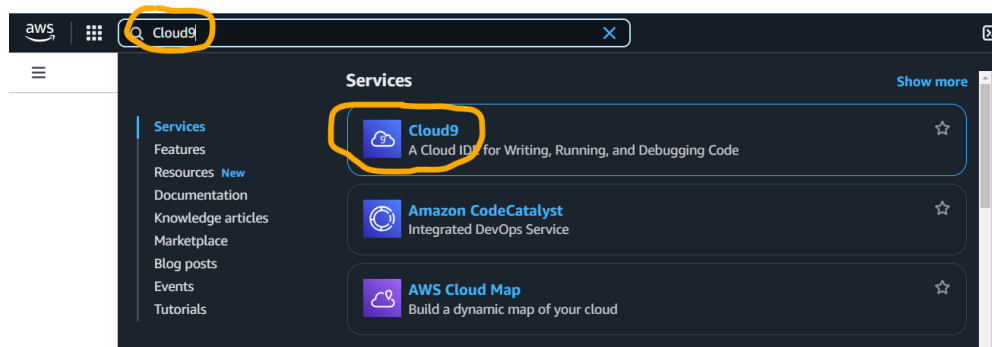 aws
Cloud9
Services
Show more
Services
Features
Resources New
Documentation
Knowledge articles
Marketplace
Blog posts
Events
Tutorials
9
Cloud9
A Cloud IDE for Writing, Running, and Debugging Code
Amazon CodeCatalyst
Integrated DevOps Service
AWS Cloud Map
Build a dynamic map of your cloud